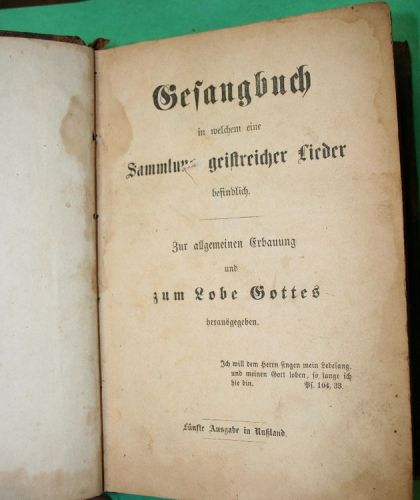 Gesangbuch
in welchem eine
Sammlung geistreicher Lieder
befindlich.
Zur allgemeinen Erbauung
und
zum Lobe Gottes
herausgegeben.
Ich will dem Herrn singen mein Lebelang,
und meinen Gott loben, so lange ich
hie bin. Ps. 104, 33.
Fünfte Ausgabe in Rußland.